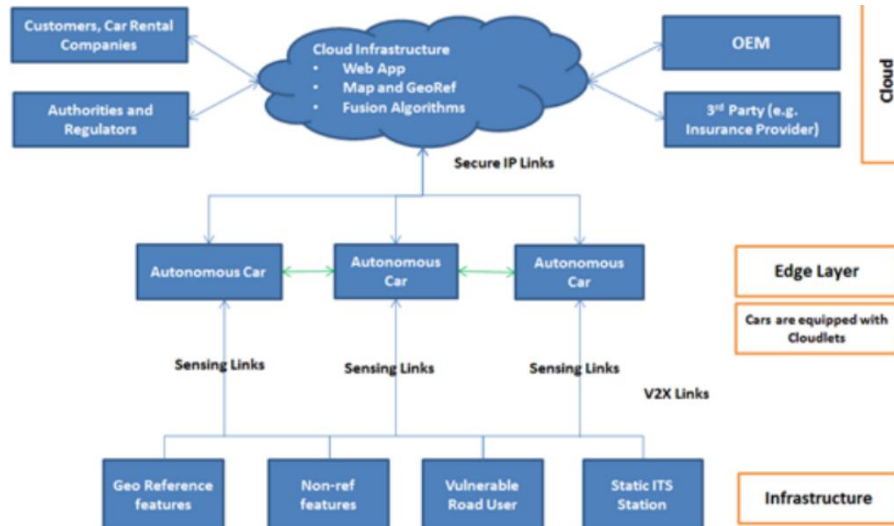 Customers, Car Rental
Companies
Authorities and
Regulators
Cloud Infrastructure
• Web App
• Map and GeoRef
• Fusion Algorithms
OEM
3rd Party (e.g.
Insurance Provider)
Cloud
Secure IP Links
Autonomous Car
Autonomous
Car
Autonomous
Car
Edge Layer
Cars are equipped with
Cloudlets
Sensing Links
Sensing Links
Sensing Links
V2X Links
Geo Reference
features
Non-ref
features
Vulnerable
Road User
Static ITS
Station
Infrastructure